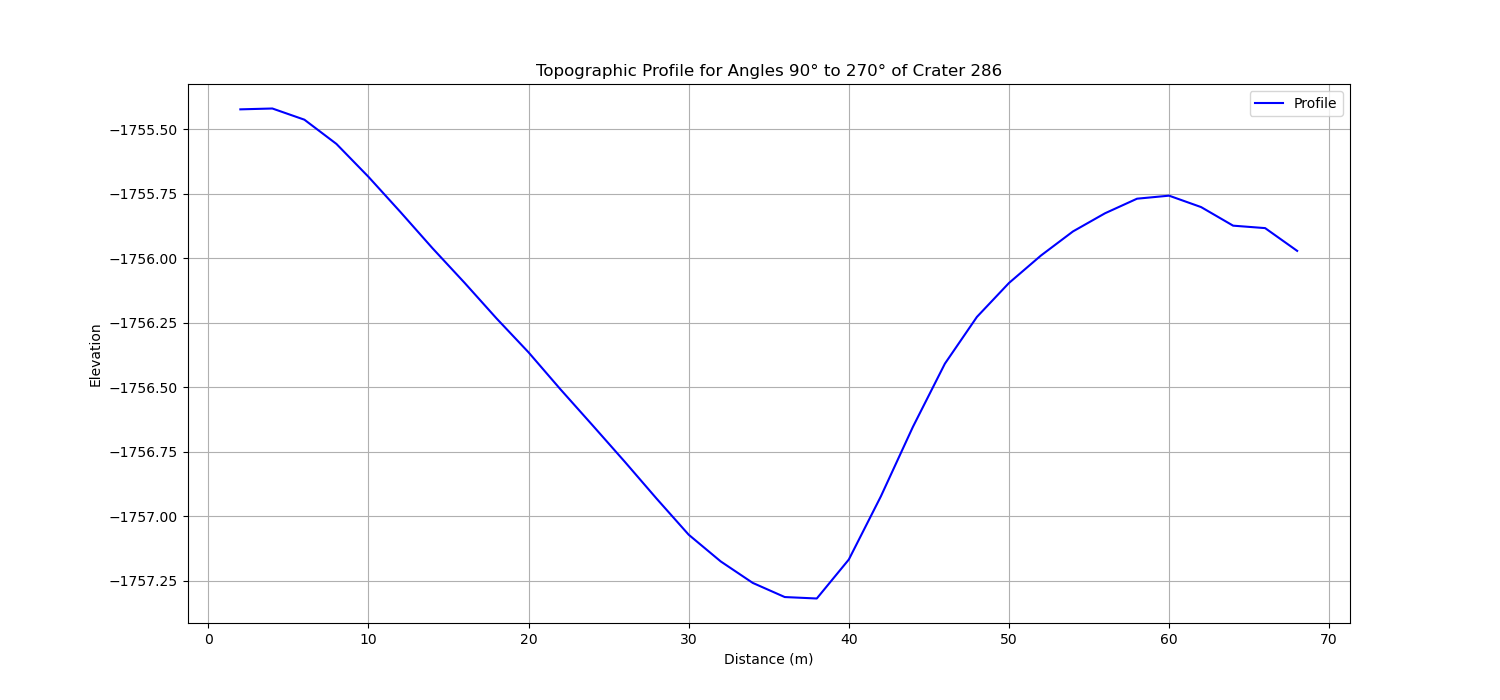 Topographic Profile for Angles 90° to 270° of Crater 286
Profile
−1755.50
−1755.75
−1756.00
−1756.25
−1756.50
−1756.75
−1757.00
−1757.25
Elevation
0 10 20 30 40 50 60 70
Distance (m)